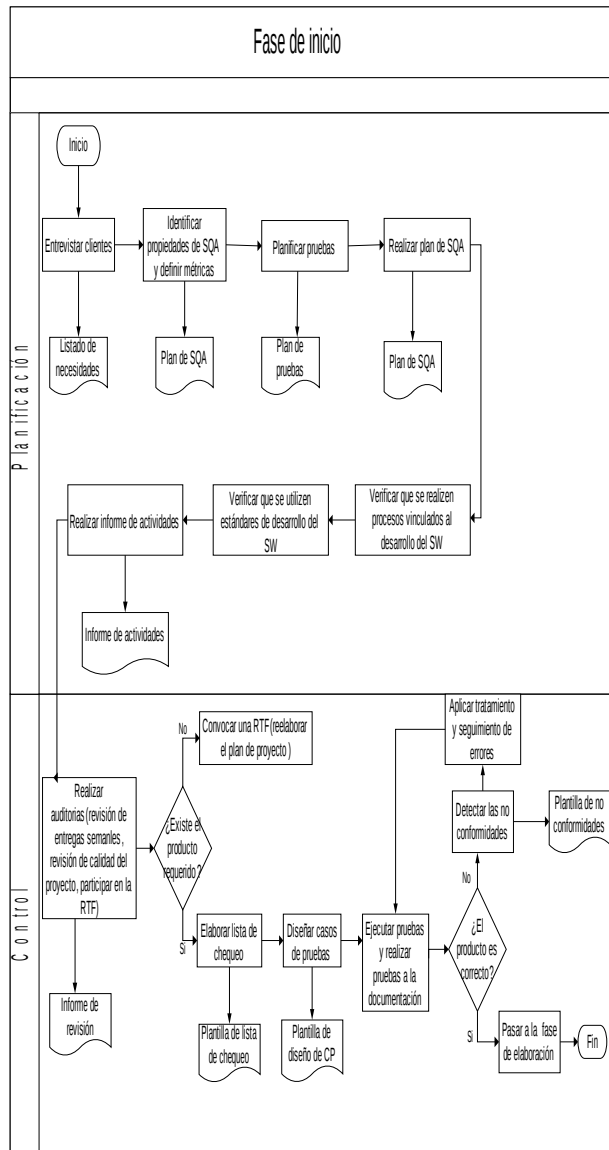 Fase de inicio
Planificación
Inicio
Entrevistar clientes
Identificar
propiedades de SQA
y definir métricas
Planificar pruebas
Realizar plan de SQA
Listado de
necesidades
Plan de SQA
Plan de
pruebas
Plan de SQA
Realizar informe de actividades
Verificar que se utilizen
estándares de desarrollo del
SW
Verificar que se realizen
procesos vinculados al
desarrollo del SW
Informe de actividades
Control
Realizar
auditorias(revisión de
entregas semanles,
revisión de calidad del
proyecto, participar en la
RTF)
Informe de
revisión
¿Existe el
producto
requerido?
No
Convocar una RTF(reelaborar
el plan de proyecto)
Si
Elaborar lista de
chequeo
Plantilla de lista
de chequeo
Diseñar casos
de pruebas
Plantilla de
diseño de CP
Ejecutar pruebas
y realizar
pruebas a la
documentación
¿El
producto es
correcto?
No
Detectar las no
conformidades
Plantilla de no
conformidades
Aplicar tratamiento
y seguimiento de
errores
Si
Pasar a la fase
de elaboración
Fin